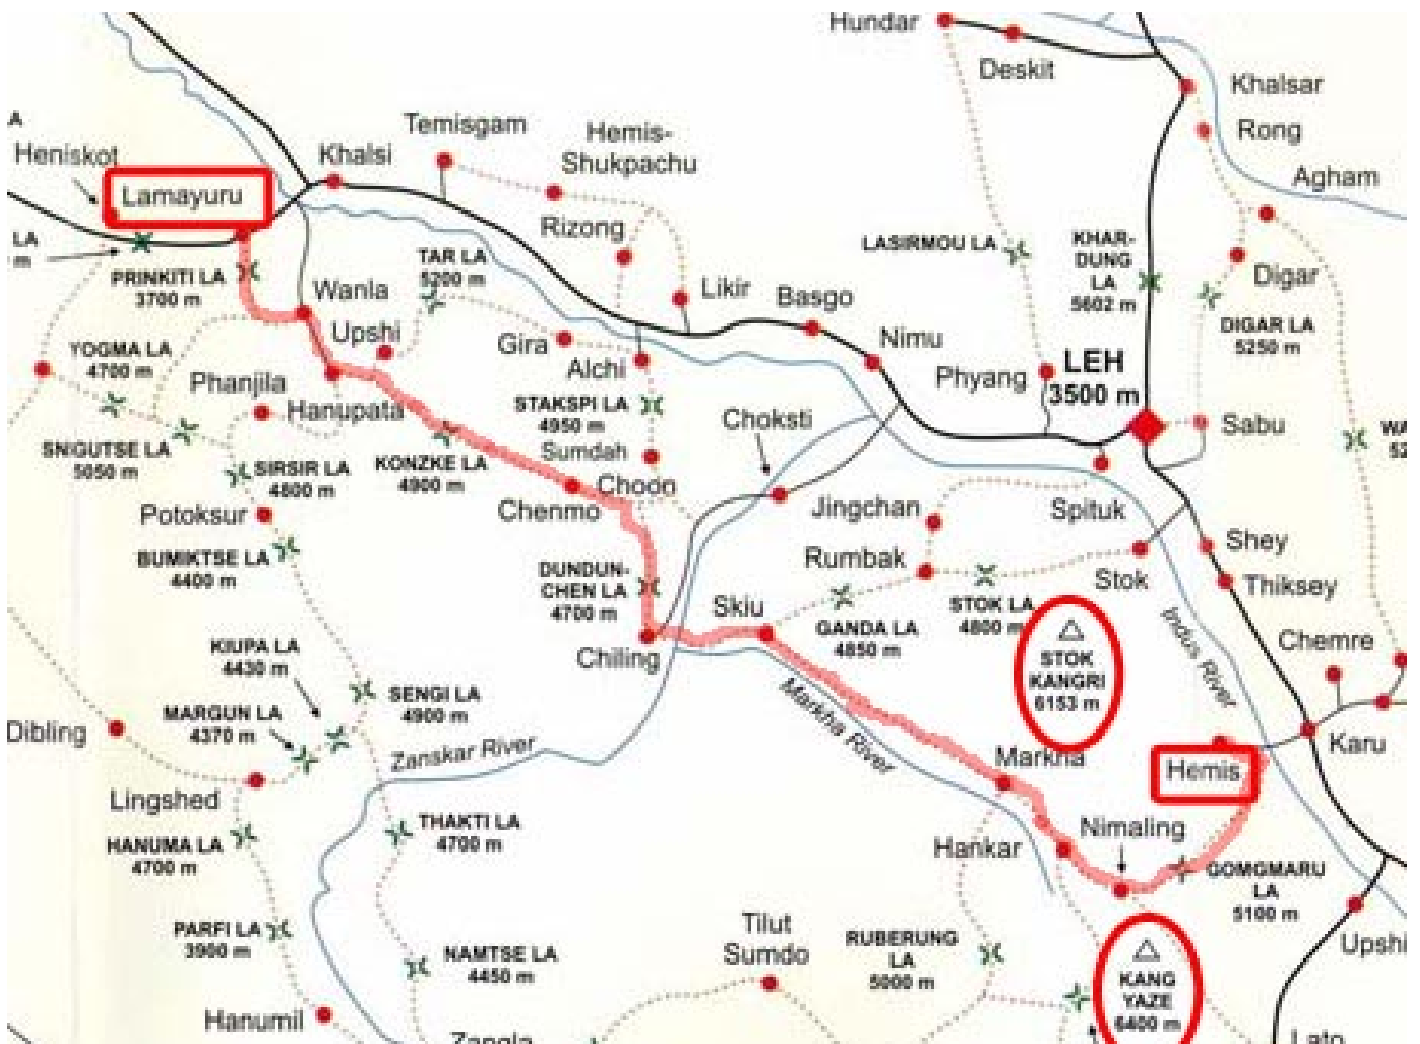 Hundar
Deskit
Khalsar
Rong
Agham
A
Heniskot
Lamayuru
Khalsi
Temisgam
Hemis-
Shukpachu
Rizong
LA
m
PRINKITI LA
3700 m
Wanla
TAR LA
5200 m
Likir
Basgo
LASIRMOU LA
KHAR-
DUNG
LA
5602 m
Digar
DIGAR LA
5250 m
YOGMA LA
4700 m
Upshi
Gira
Alchi
Nimu
Phyang
LEH
3500 m
Phanjila
Hanupata
STAKSPI LA
4950 m
Choksti
Sabu
WA
52
SNIGUTSE LA
5050 m
SIRSIR LA
4800 m
KONZKE LA
4900 m
Sumdah
Chodo
Chenmo
Potoksur
Jingchan
Spituk
BUMIKTSE LA
4400 m
DUNDUN-
CHEN LA
4700 m
Rumbak
Stok
Shey
Thiksey
Skiu
GANDA LA
4850 m
STOK LA
4800 m
Chiling
STOK
KANGRI
6153 m
Indus River
Chemre
KIUPA LA
4430 m
SENGI LA
4900 m
MARGUN LA
4370 m
Dibling
Zanskar River
Markha River
Markha
Hemis
Karu
Lingshed
HANUMA LA
4700 m
THAKTI LA
4700 m
Hankar
Nimaling
GOMGMARU
LA
5100 m
PARFI LA
3900 m
NAMTSE LA
4450 m
Tilut
Sumdo
RUBERUNG
LA
5000 m
KANG
YAZE
6400 m
Upshi
Hanumil
Zangla
Lato